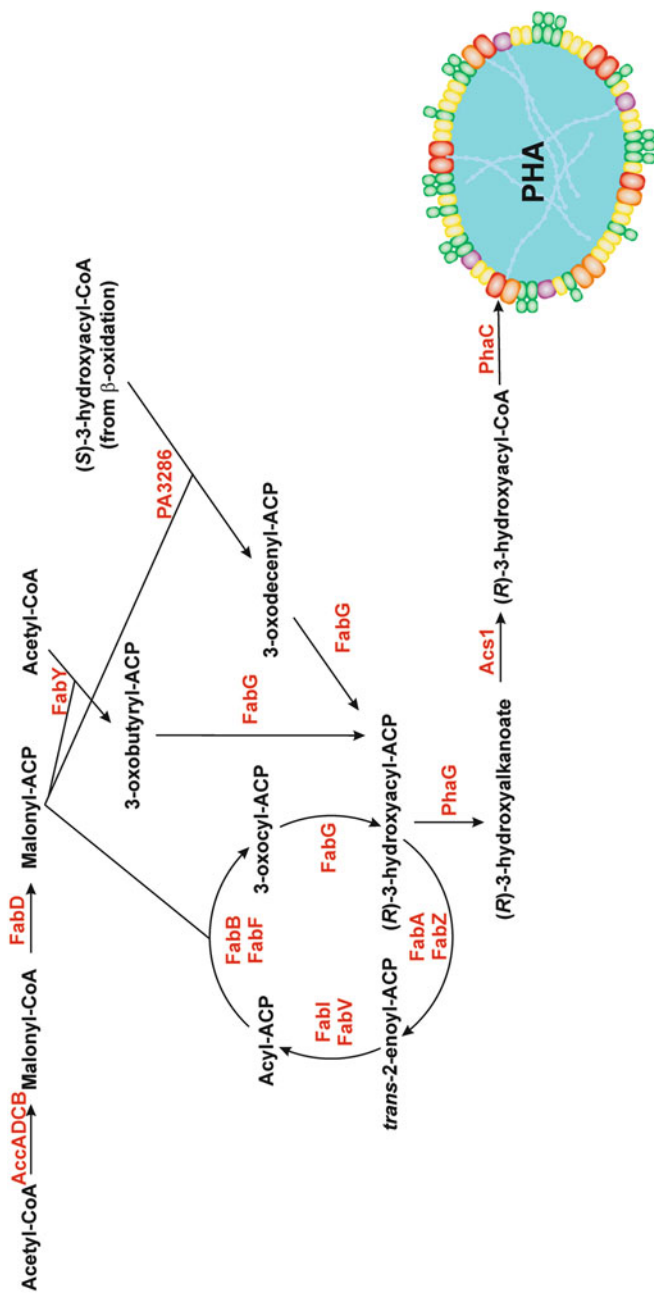 Acetyl-CoA
AccADCB
Malonyl-CoA
FabD
Malonyl-ACP
FabY
Acetyl-CoA
(S)-3-hydroxyacyl-CoA
(from β-oxidation)
PA3286
3-oxobutyryl-ACP
3-oxodecenyl-ACP
FabG
FabG
Acyl-ACP
FabB
FabF
3-oxocyl-ACP
FabG
FabI
FabV
trans-2-enoyl-ACP
FabA
FabZ
(R)-3-hydroxyacyl-ACP
PhaG
(R)-3-hydroxyalkanoate
Acs1
(R)-3-hydroxyacyl-CoA
PhaC
PHA